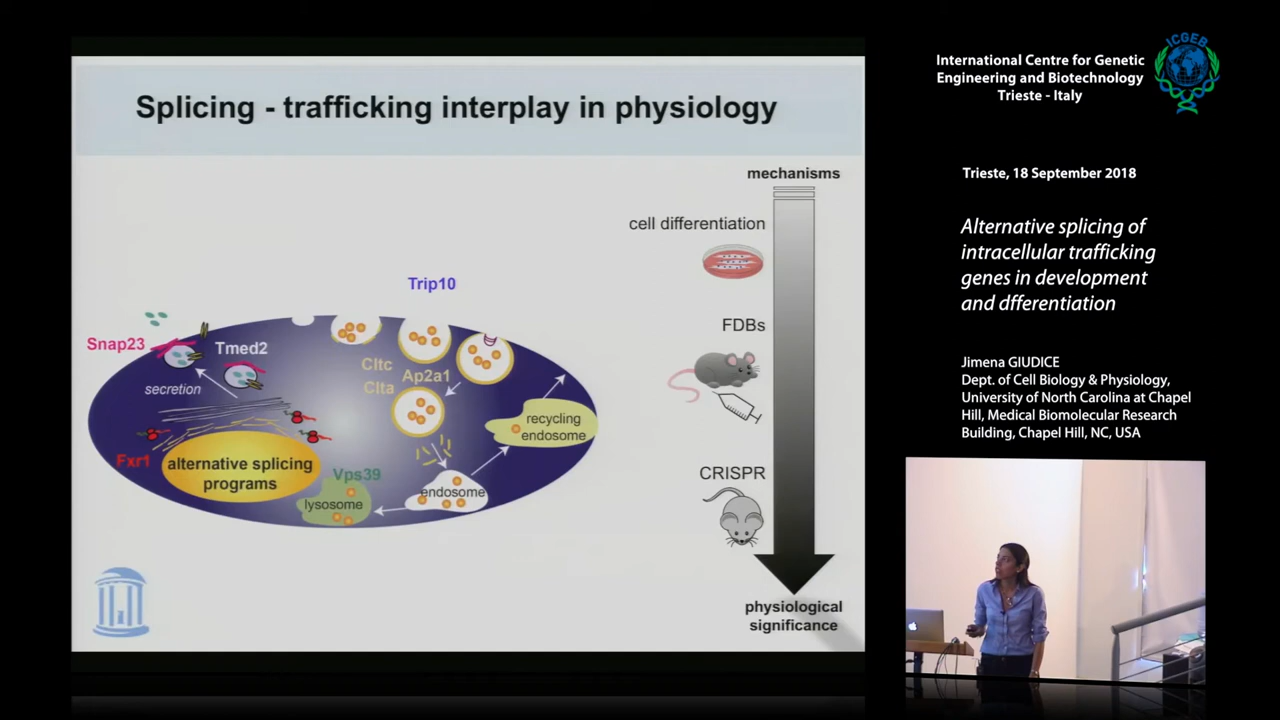 Splicing - trafficking interplay in physiology
mechanisms
cell differentiation
Trip10
FDBs
Snap23
Tmed2
Cltc
Ap2a1
Clta
secretion
recycling
endosome
Fxr1
alternative splicing
programs
Vps39
endosome
lysosome
CRISPR
physiological
significance
International Centre for Genetic
Engineering and Biotechnology
Trieste - Italy
ICGEB
Trieste, 18 September 2018
Alternative splicing of
intracellular trafficking
genes in development
and dfferentiation
Jimena GIUDICE
Dept. of Cell Biology & Physiology,
University of North Carolina at Chapel
Hill, Medical Biomolecular Research
Building, Chapel Hill, NC, USA